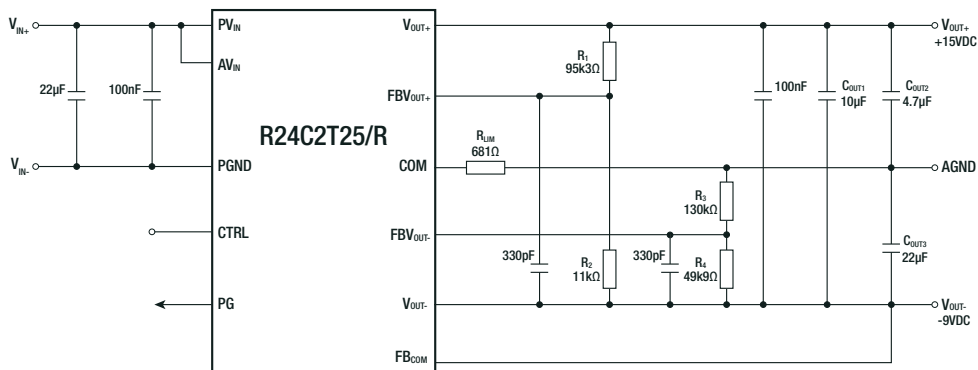 VIN+
PVIN
VOUT+
VOUT+
+15VDC
R1
95k3Ω
AVIN
22µF
100nF
FBVOUT+
100nF
COUT1
10µF
COUT2
4.7µF
R24C2T25/R
RLIM
681Ω
VIN-
PGND
COM
AGND
R3
130kΩ
CTRL
FBVOUT-
330pF
R2
11kΩ
330pF
R4
49k9Ω
COUT3
22µF
PG
VOUT-
VOUT-
-9VDC
FBCOM